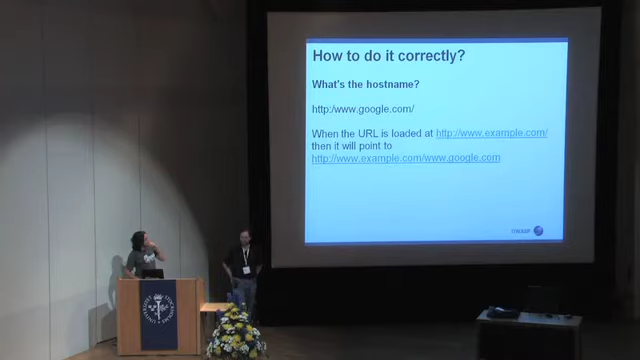 How to do it correctly?
What's the hostname?
http:/www.google.com/
When the URL is loaded at http://www.example.com/
then it will point to
http://www.example.com/www.google.com
OWASP